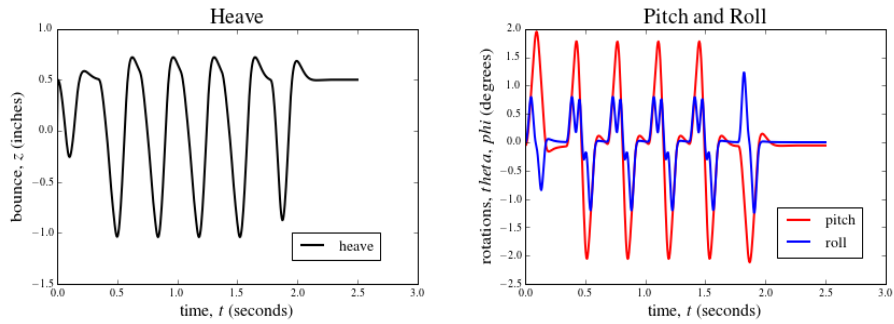 Heave
1.0
0.5
0.0
−0.5
−1.0
−1.5
0.0 0.5 1.0 1.5 2.0 2.5 3.0
bounce, z (inches)
time, t (seconds)
heave
Pitch and Roll
2.0
1.5
1.0
0.5
0.0
−0.5
−1.0
−1.5
−2.0
−2.5
0.0 0.5 1.0 1.5 2.0 2.5 3.0
rotations, theta, phi (degrees)
time, t (seconds)
pitch
roll